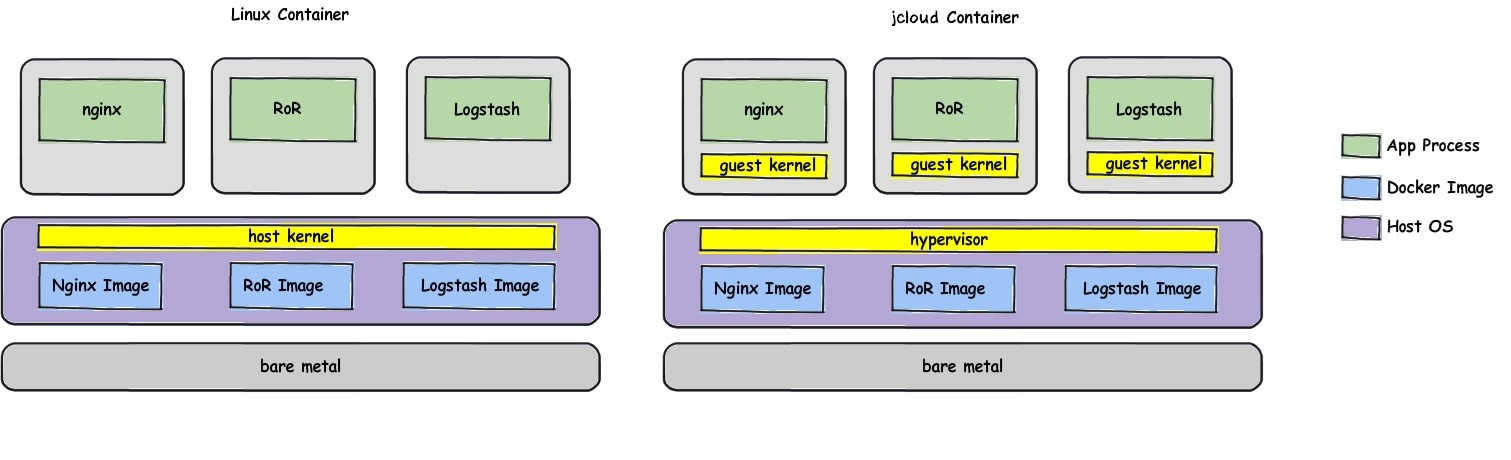 Linux Container
nginx
RoR
Logstash
host kernel
Nginx Image
RoR Image
Logstash Image
bare metal
jcloud Container
nginx
RoR
Logstash
guest kernel
guest kernel
guest kernel
hypervisor
Nginx Image
RoR Image
Logstash Image
bare metal
App Process
Docker Image
Host OS